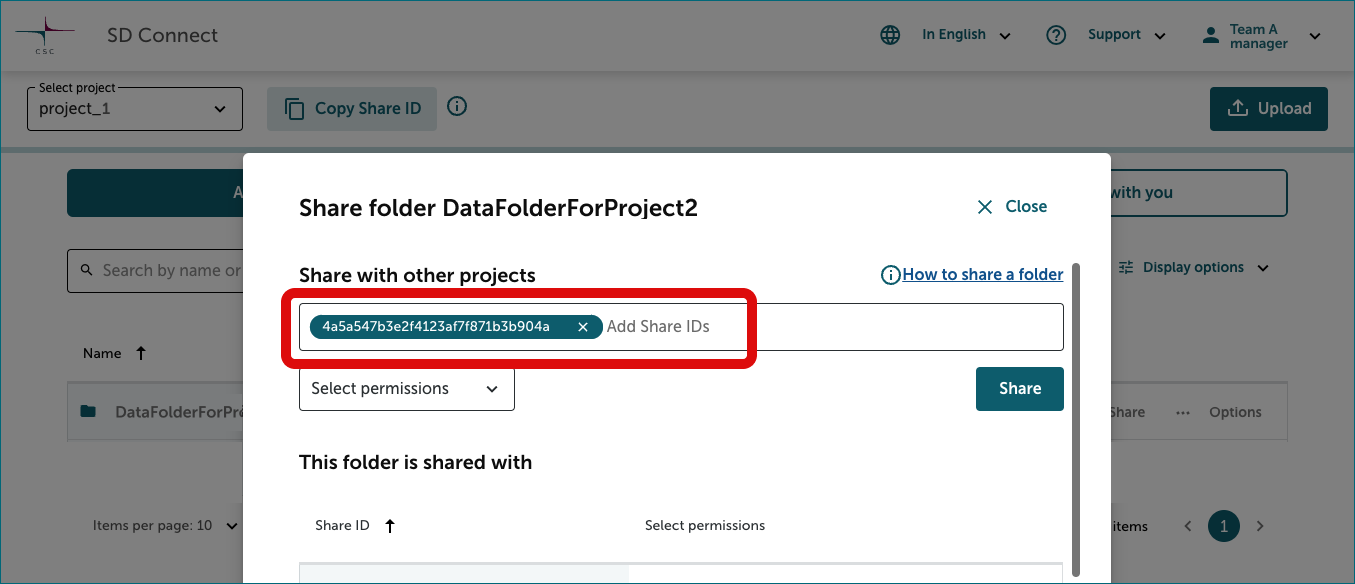 CSC
SD Connect
In English
Support
Team A
manager
Select project
project_1
Copy Share ID
Upload
A
with you
Share folder DataFolderForProject2
Close
Search by name or
Share with other projects
How to share a folder
Display options
4a5a547b3e2f4123af7f871b3b904a
Add Share IDs
Name
Select permissions
Share
DataFolderForPro
Share
Options
This folder is shared with
Share ID
Select permissions
Items per page: 10
items
1